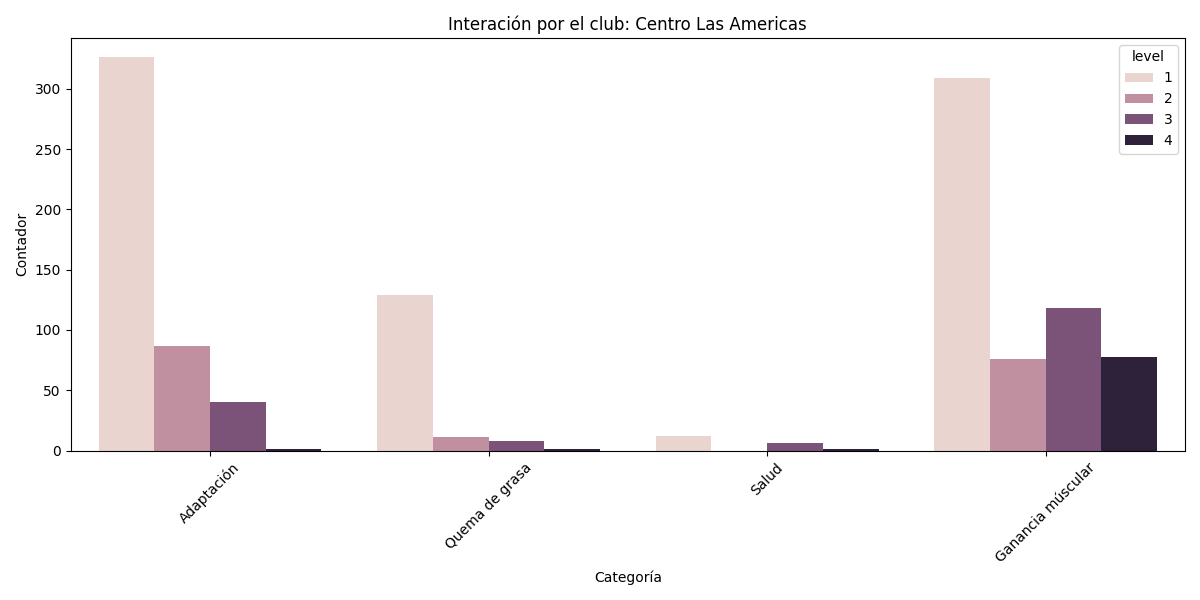 Interación por el club: Centro Las Americas
level
1
2
3
4
Contador
300
250
200
150
100
50
0
Adaptación
Quema de grasa
Salud
Ganancia múscular
Categoría